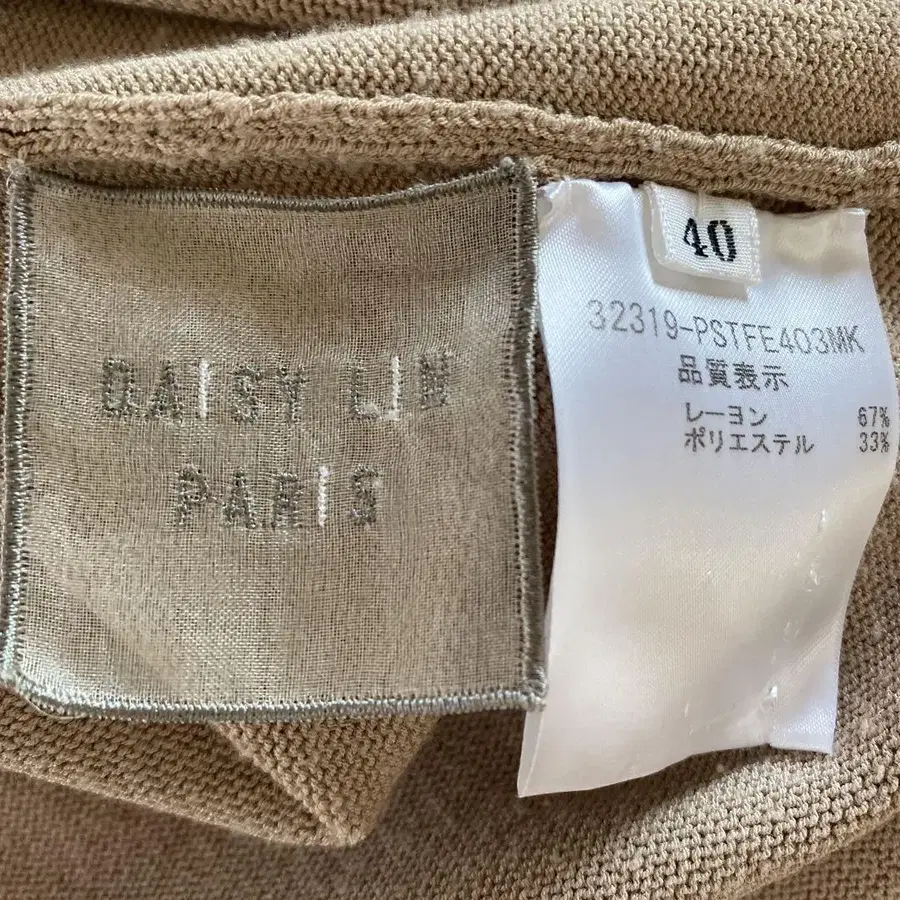 DAISY LIN
PARIS
40
32319-PSTFE403MK
品質表示
レーヨン 67%
ポリエステル 33%